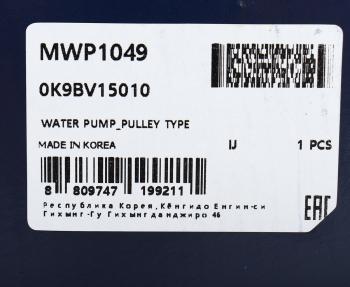 MWP1049
0K9BV15010
WATER PUMP_PULLEY TYPE
MADE IN KOREA IJ 1 PCS
8 809747 199211
Республика Корея,Кёнгидо Енгин-си
Гихынг-Гу Гихынгданджиро 46
EAC